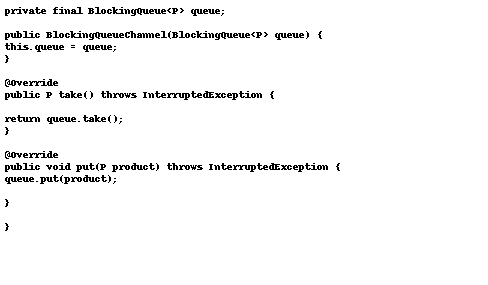 private final BlockingQueue<P> queue;
public BlockingQueueChannel(BlockingQueue<P> queue) {
this.queue = queue;
}
@Override
public P take() throws InterruptedException {
return queue.take();
}
@Override
public void put(P product) throws InterruptedException {
queue.put(product);
}
}